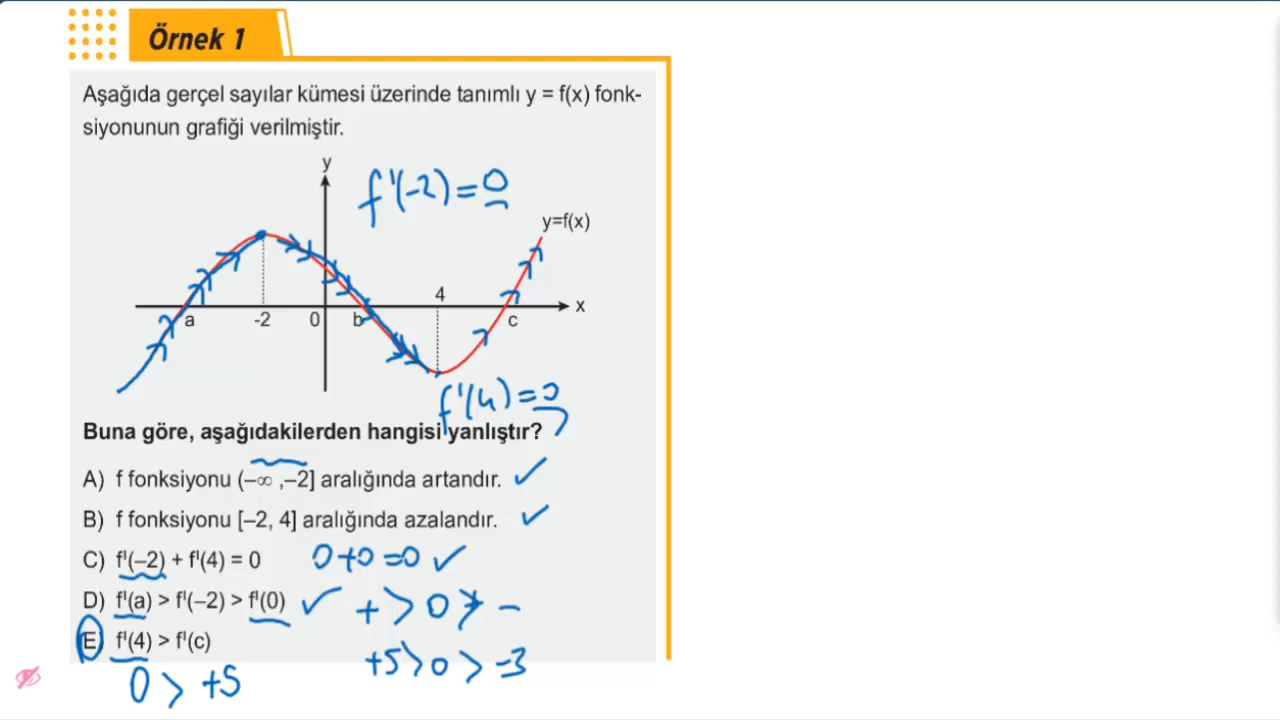 Örnek 1
Aşağıda gerçel sayılar kümesi üzerinde tanımlı y = f(x) fonk-
siyonunun grafiği verilmiştir.
y
f'(-2) = 0
y=f(x)
4
x
a
-2
0
b
c
f'(4) = 0
Buna göre, aşağıdakilerden hangisi yanlıştır?
A) f fonksiyonu (–∞ ,–2] aralığında artandır. ✓
B) f fonksiyonu [–2, 4] aralığında azalandır. ✓
C) f'(–2) + f'(4) = 0 0+0=0 ✓
D) f'(a) > f'(–2) > f'(0) ✓ + > 0 > -
E) f'(4) > f'(c)
+5 > 0 > -3
0 > +5